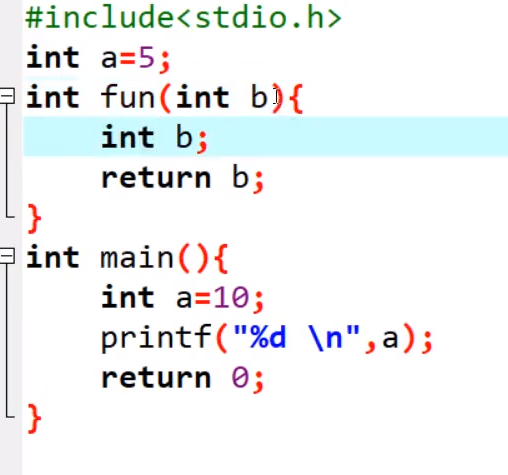 #include<stdio.h>
int a=5;
int fun(int b){
    int b;
    return b;
}
int main(){
    int a=10;
    printf("%d \n",a);
    return 0;
}